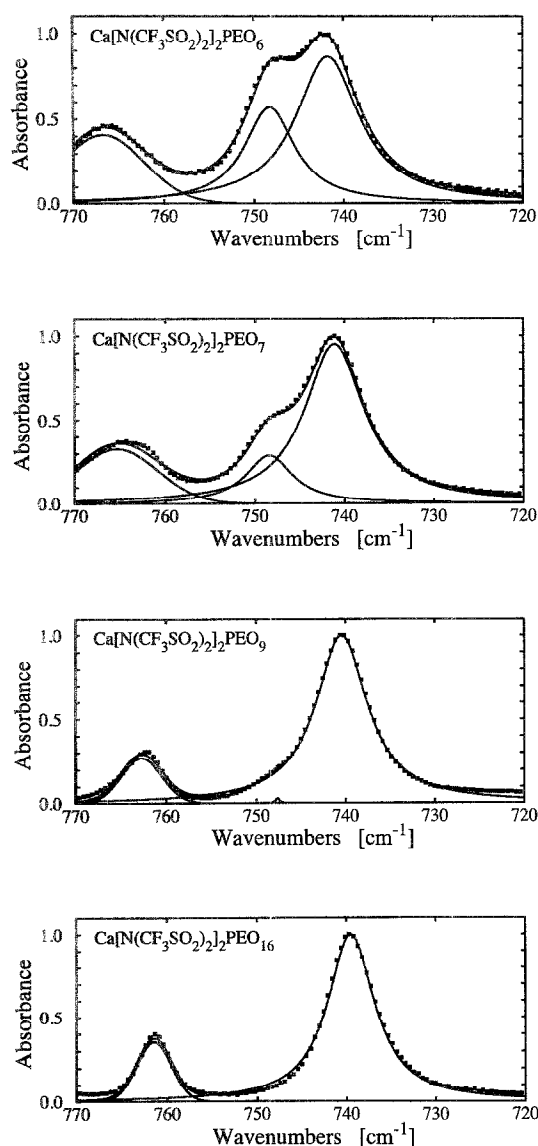 Ca[N(CF3SO2)2]2PEO6
1.0
0.5
0.0
Absorbance
770 760 750 740 730 720
Wavenumbers [cm-1]
Ca[N(CF3SO2)2]2PEO7
1.0
0.5
0.0
Absorbance
770 760 750 740 730 720
Wavenumbers [cm-1]
Ca[N(CF3SO2)2]2PEO9
1.0
0.5
0.0
Absorbance
770 760 750 740 730 720
Wavenumbers [cm-1]
Ca[N(CF3SO2)2]2PEO16
1.0
0.5
0.0
Absorbance
770 760 750 740 730 720
Wavenumbers [cm-1]